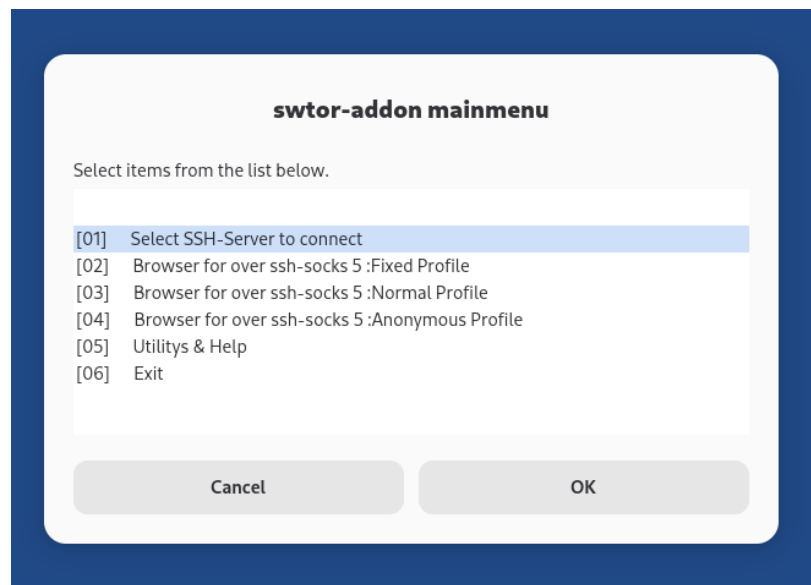 swtor-addon mainmenu
Select items from the list below.
[01] Select SSH-Server to connect
[02] Browser for over ssh-socks 5 :Fixed Profile
[03] Browser for over ssh-socks 5 :Normal Profile
[04] Browser for over ssh-socks 5 :Anonymous Profile
[05] Utilitys & Help
[06] Exit
Cancel OK